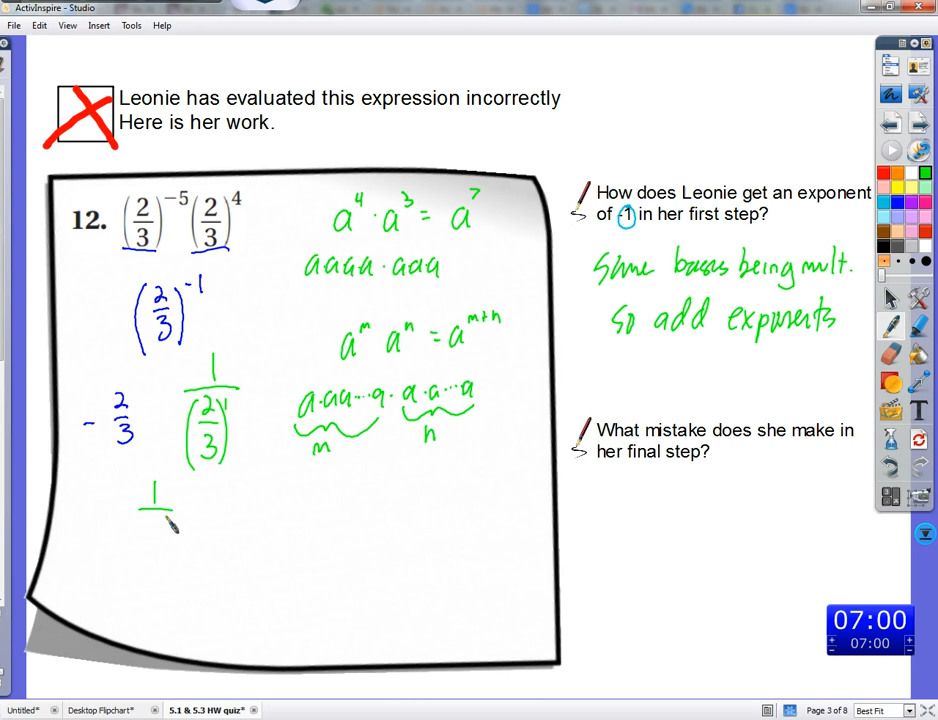 ActivInspire - Studio
File Edit View Insert Tools Help
Leonie has evaluated this expression incorrectly
Here is her work.
12. (2/3)^-5 (2/3)^4
a^4 · a^3 = a^7
aaaa · aaa
(2/3)^-1
a^m a^n = a^m+n
- 2/3
1/(2/3)^1
a·aa...a · a·a...a
m n
1
How does Leonie get an exponent
of -1 in her first step?
same bases being mult.
so add exponents
What mistake does she make in
her final step?
07:00
07:00
Untitled* Desktop Flipchart* 5.1 & 5.3 HW quiz* Page 3 of 8 Best Fit